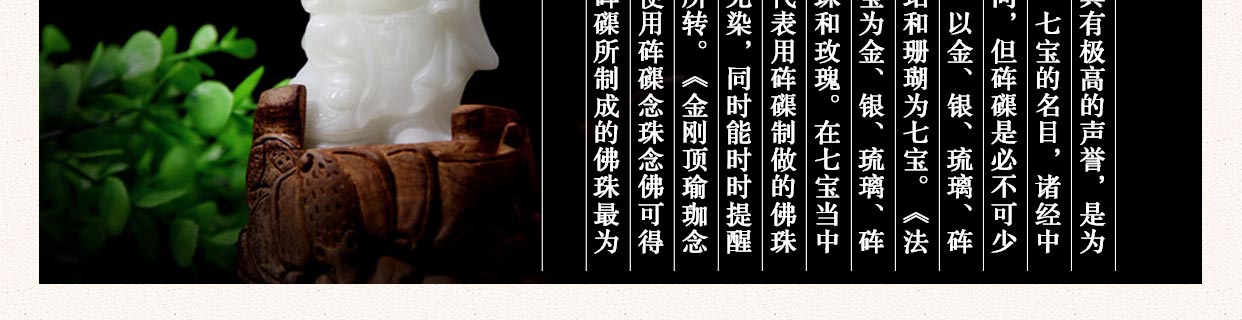 具有极高的声誉，是为
七宝的名目，诸经中
同，但砗磲是必不可少
以金、银、琉璃、砗
珀和珊瑚为七宝。《法
宝为金、银、琉璃、砗
珠和玫瑰。在七宝当中
代表用砗磲制做的佛珠
无染，同时能时时提醒
所转。《金刚顶瑜珈念
使用砗磲念珠念佛可得
砗磲所制成的佛珠最为